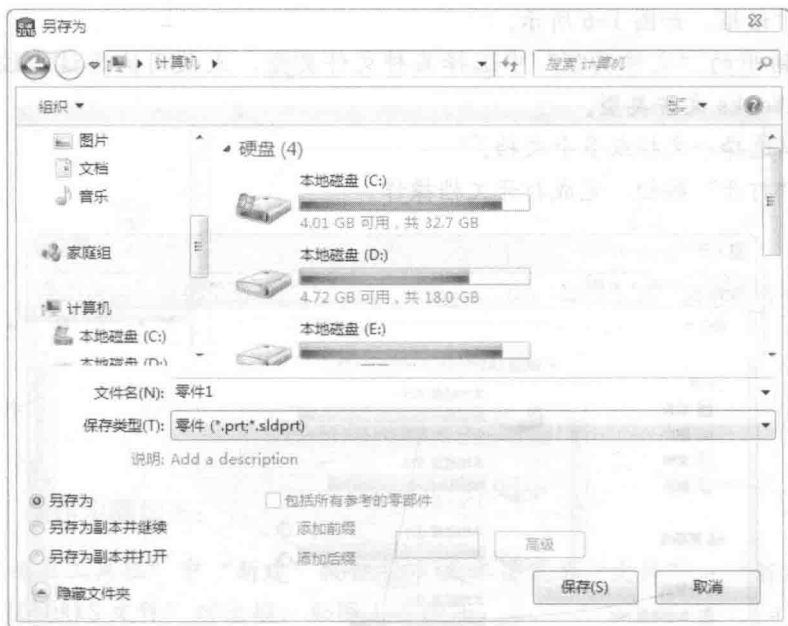 另存为
计算机
搜索 计算机
组织
图片
文档
音乐
家庭组
计算机
本地磁盘 (C:)
本地磁盘 (D:)
硬盘 (4)
本地磁盘 (C:)
4.01 GB 可用，共 32.7 GB
本地磁盘 (D:)
4.72 GB 可用，共 18.0 GB
本地磁盘 (E:)
文件名(N): 零件1
保存类型(T): 零件 (*.prt;*.sldprt)
说明: Add a description
另存为
包括所有参考的零部件
另存为副本并继续
添加前缀
另存为副本并打开
添加后缀
高级
隐藏文件夹
保存(S)
取消